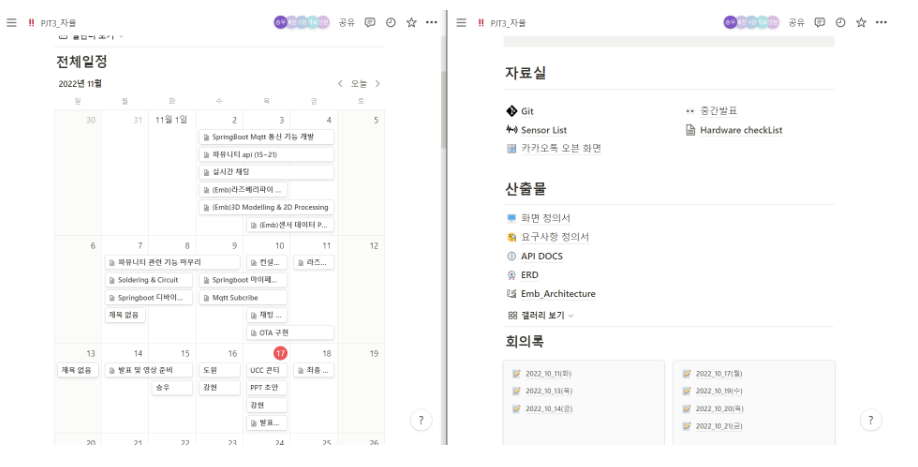 !! PJT3_자율
공유
전체일정
2022년 11월
오늘
일 월 화 수 목 금 토
30 31 11월 1일 2 3 4 5
SpringBoot Mqtt 통신 기능 개발
파뮤니티 api (15~21)
실시간 채팅
(Emb)라즈베리파이 ...
(Emb)3D Modelling & 2D Processing
(Emb)센서 데이터 P...
6 7 8 9 10 11 12
파뮤니티 관련 기능 마무리
컨설...
라즈...
Soldering & Circuit
Springboot 마이페...
Springboot 디바이...
Mqtt Subcribe
제목 없음
채팅 ...
OTA 구현
13 14 15 16 17 18 19
제목 없음
발표 및 영상 준비
도원
UCC 콘티
최종 ...
승우
강현
PPT 초안
강현
발표...
20 21 22 23 24 25 26
?
!! PJT3_자율
공유
자료실
Git
중간발표
Sensor List
Hardware checkList
카카오톡 오픈 화면
산출물
화면 정의서
요구사항 정의서
API DOCS
ERD
Emb_Architecture
갤러리 보기
회의록
2022_10_11(화)
2022_10_13(목)
2022_10_14(금)
2022_10_17(월)
2022_10_19(수)
2022_10_20(목)
2022_10_21(금)
?